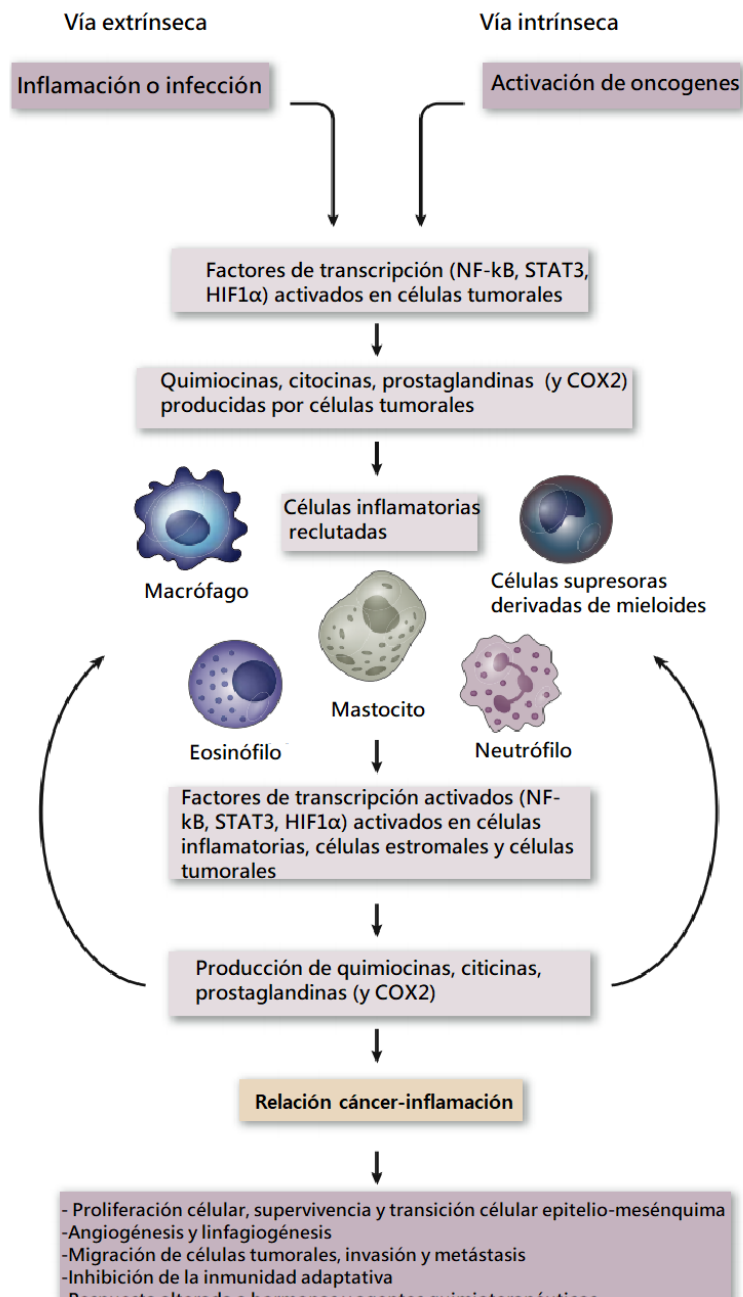 Vía extrínseca
Vía intrínseca
Inflamación o infección
Activación de oncogenes
Factores de transcripción (NF-kB, STAT3,
HIF1α) activados en células tumorales
Quimiocinas, citocinas, prostaglandinas (y COX2)
producidas por células tumorales
Células inflamatorias
reclutadas
Macrófago
Células supresoras
derivadas de mieloides
Mastocito
Eosinófilo
Neutrófilo
Factores de transcripción activados (NF-
kB, STAT3, HIF1α) activados en células
inflamatorias, células estromales y células
tumorales
Producción de quimiocinas, citicinas,
prostaglandinas (y COX2)
Relación cáncer-inflamación
- Proliferación célular, supervivencia y transición célular epitelio-mesénquima
-Angiogénesis y linfagiogénesis
-Migración de células tumorales, invasión y metástasis
-Inhibición de la inmunidad adaptativa